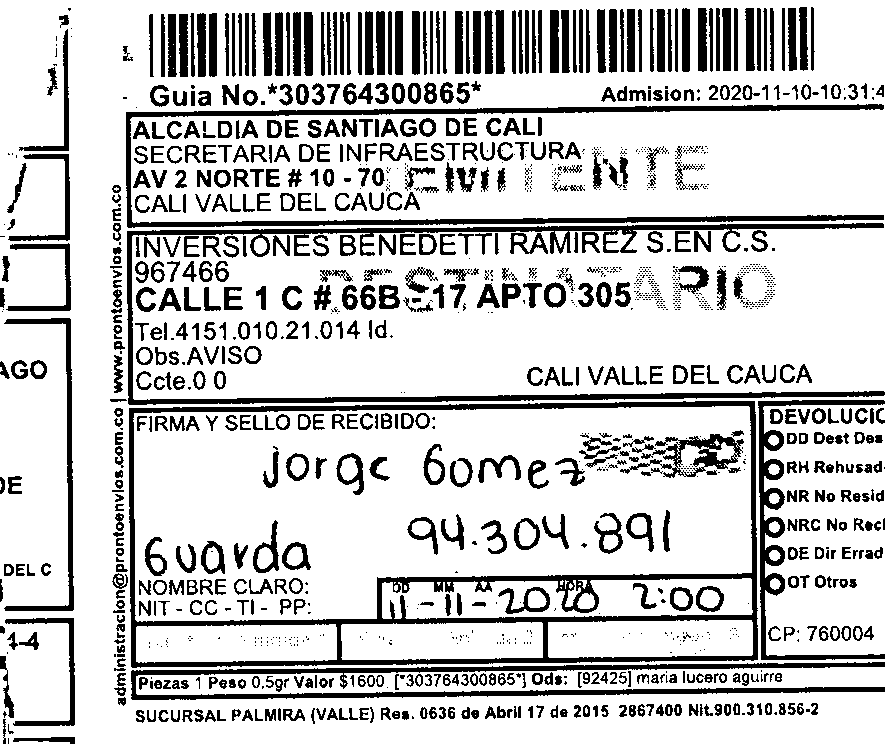 Guia No.*303764300865*
Admision: 2020-11-10-10:31:4
ALCALDIA DE SANTIAGO DE CALI
SECRETARIA DE INFRAESTRUCTURA
AV 2 NORTE # 10 - 70
CALI VALLE DEL CAUCA
INVERSIONES BENEDETTI RAMIREZ S.EN C.S.
967466
DESTINATARIO
CALLE 1 C # 66B - 17 APTO 305
Tel.4151.010.21.014 Id.
Obs.AVISO
Ccte.0 0
CALI VALLE DEL CAUCA
administracion@prontoenvios.com.co | www.prontoenvios.com.co
FIRMA Y SELLO DE RECIBIDO:
Jorge Gomez
94.304.891
Guarda
NOMBRE CLARO:
NIT - CC - TI - PP:
DD MM AA HORA
11-11-2020 2:00
DEVOLUCIO
DD Dest Des
RH Rehusad
NR No Resid
NRC No Recl
DE Dir Errad
OT Otros
CP: 760004
Piezas 1 Peso 0.5gr Valor $1600 [*303764300865*] Ods: [92425] maria lucero aguirre
SUCURSAL PALMIRA (VALLE) Res. 0636 de Abril 17 de 2015 2867400 Nit.900.310.856-2
AGO
DE
DEL C
4-4